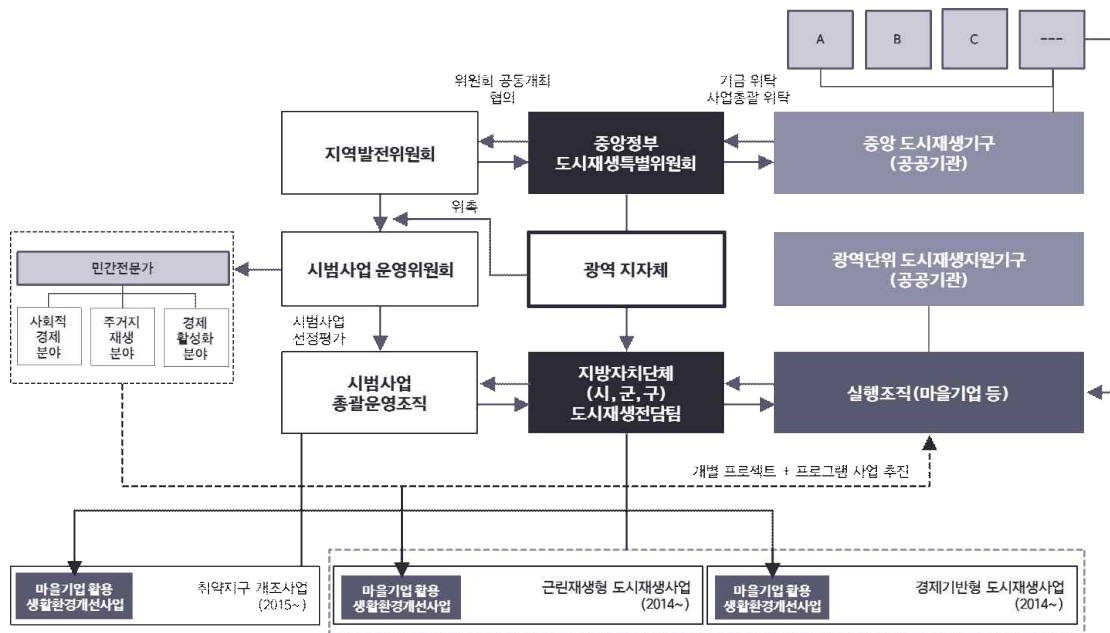 A
B
C
---
위원회 공동개최
협의
기금 위탁
사업총괄 위탁
지역발전위원회
중앙정부
도시재생특별위원회
중앙 도시재생기구
(공공기관)
위촉
민간전문가
사회적
경제
분야
주거지
재생
분야
경제
활성화
분야
시범사업 운영위원회
광역 지자체
광역단위 도시재생지원기구
(공공기관)
시범사업
선정평가
시범사업
총괄운영조직
지방자치단체
(시,군,구)
도시재생전담팀
실행조직(마을기업 등)
개별 프로젝트 + 프로그램 사업 추진
마을기업 활용
생활환경개선사업
취약지구 개조사업
(2015~)
마을기업 활용
생활환경개선사업
근린재생형 도시재생사업
(2014~)
마을기업 활용
생활환경개선사업
경제기반형 도시재생사업
(2014~)